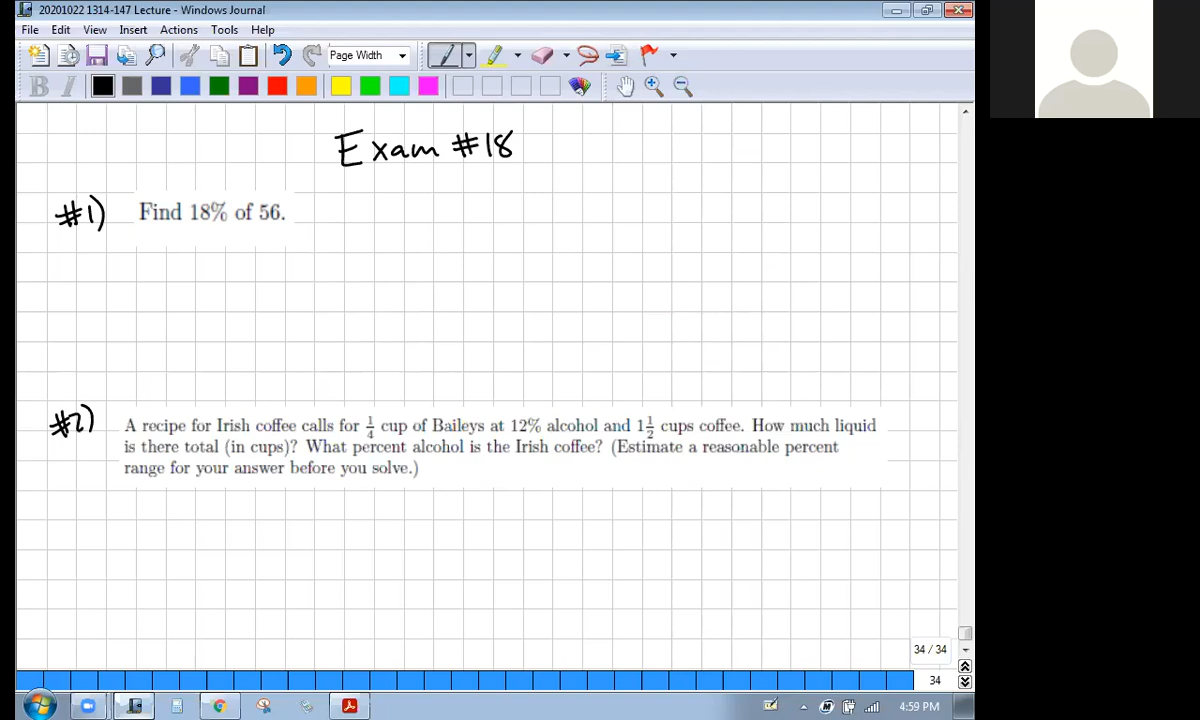 20201022 1314-147 Lecture - Windows Journal
File Edit View Insert Actions Tools Help
Page Width
B I
Exam #18
#1) Find 18% of 56.
#2) A recipe for Irish coffee calls for 1/4 cup of Baileys at 12% alcohol and 1 1/2 cups coffee. How much liquid
is there total (in cups)? What percent alcohol is the Irish coffee? (Estimate a reasonable percent
range for your answer before you solve.)
34 / 34
34
4:59 PM